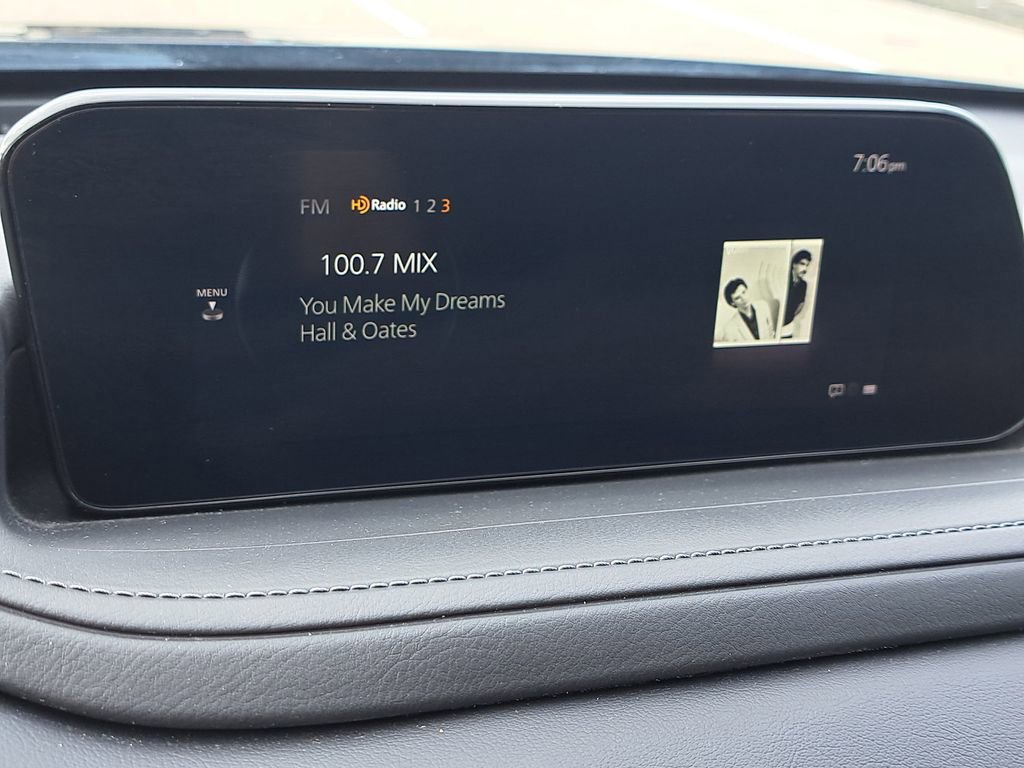 7:06pm
FM HD Radio 1 2 3
100.7 MIX
MENU
You Make My Dreams
Hall & Oates